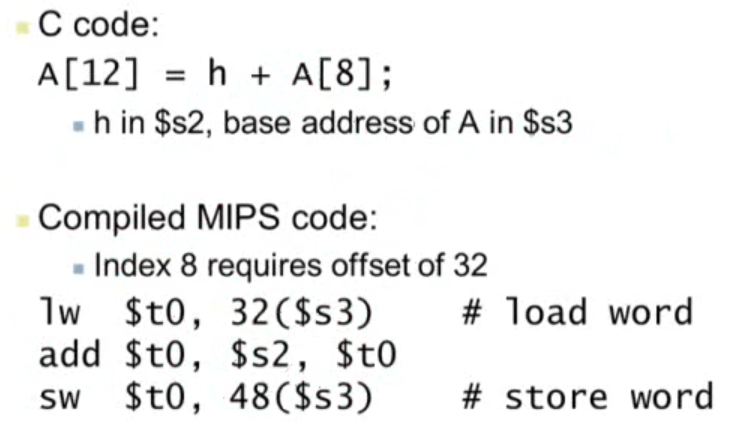 C code:
A[12] = h + A[8];
h in $s2, base address of A in $s3
Compiled MIPS code:
Index 8 requires offset of 32
lw $t0, 32($s3) # load word
add $t0, $s2, $t0
sw $t0, 48($s3) # store word